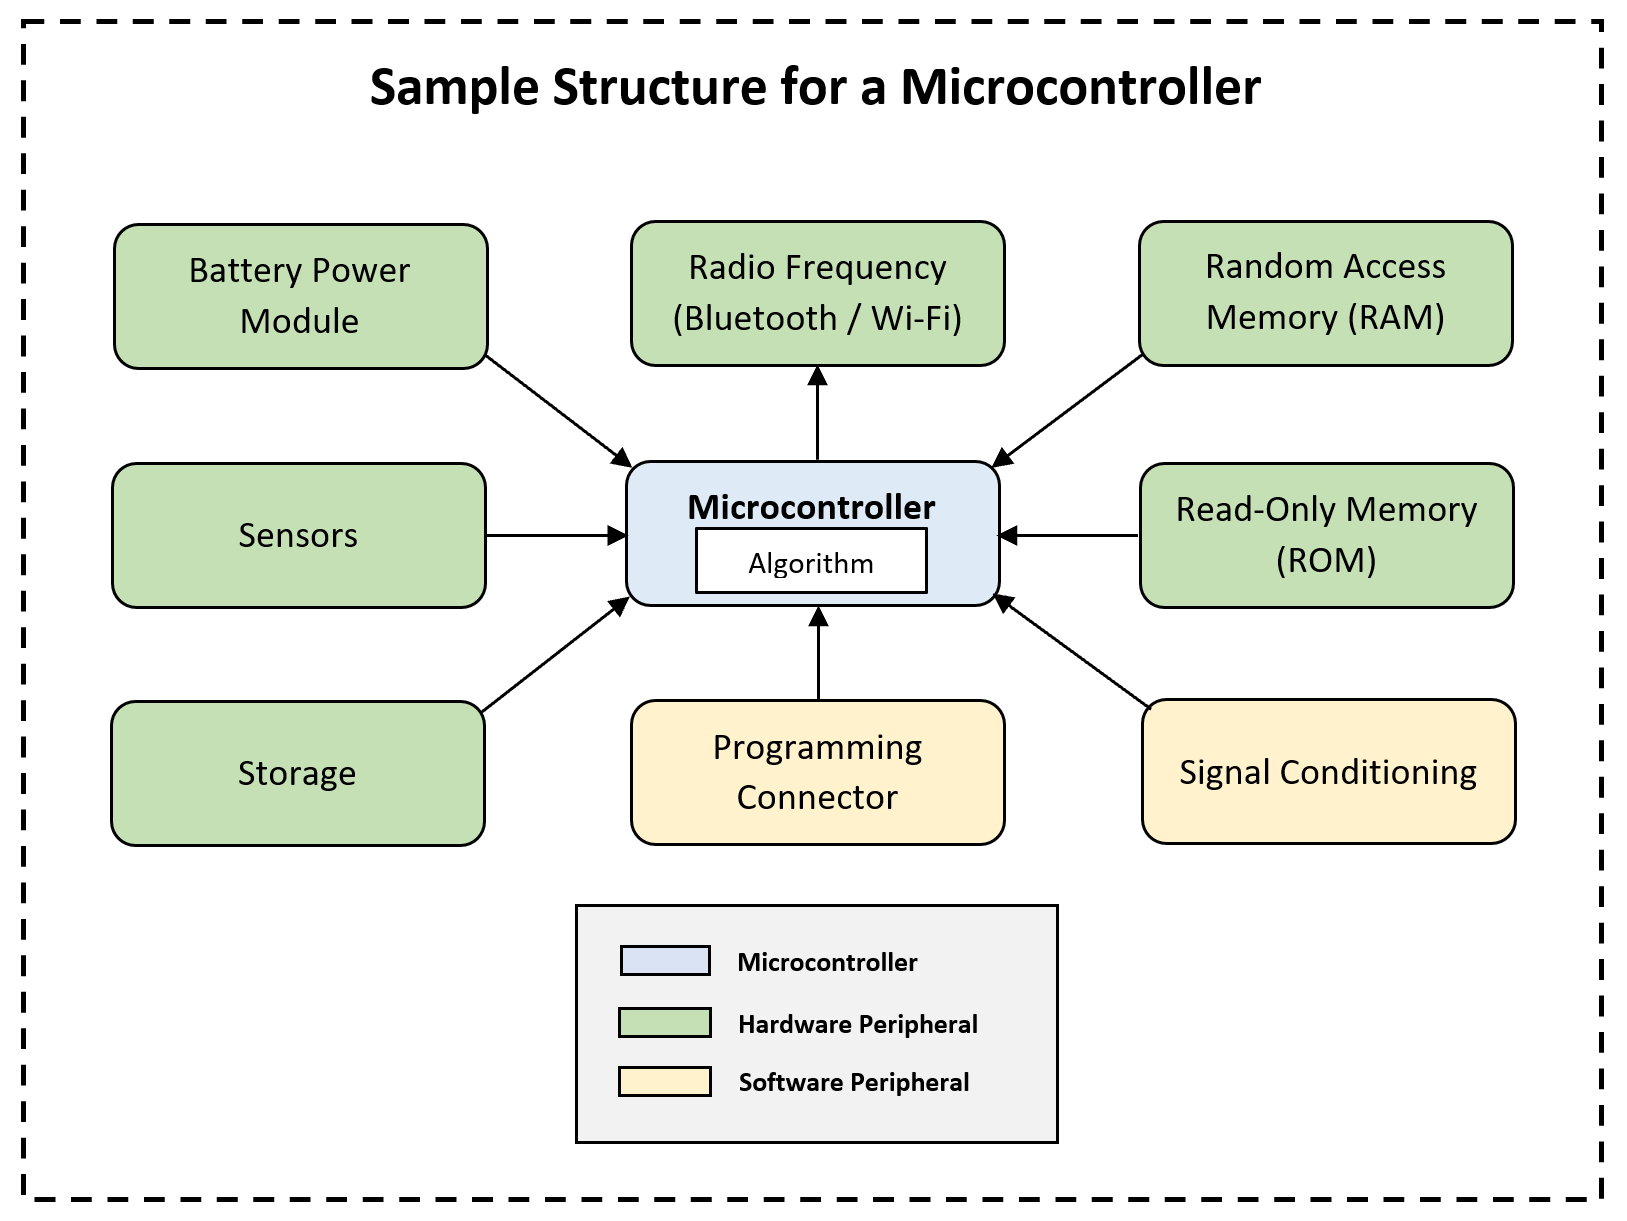 Sample Structure for a Microcontroller
Battery Power
Module
Radio Frequency
(Bluetooth / Wi-Fi)
Random Access
Memory (RAM)
Sensors
Microcontroller
Algorithm
Read-Only Memory
(ROM)
Storage
Programming
Connector
Signal Conditioning
Microcontroller
Hardware Peripheral
Software Peripheral